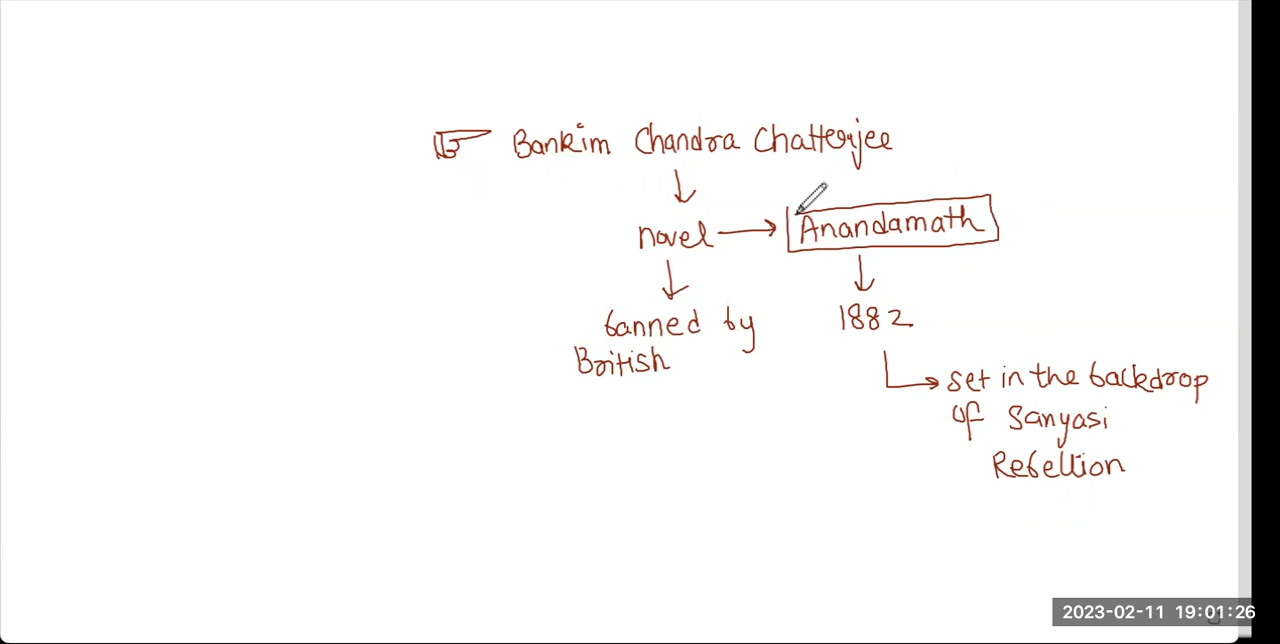 Bankim Chandra Chatterjee
novel → Anandamath
banned by
British
1882
set in the backdrop
of Sanyasi
Rebellion
2023-02-11 19:01:26